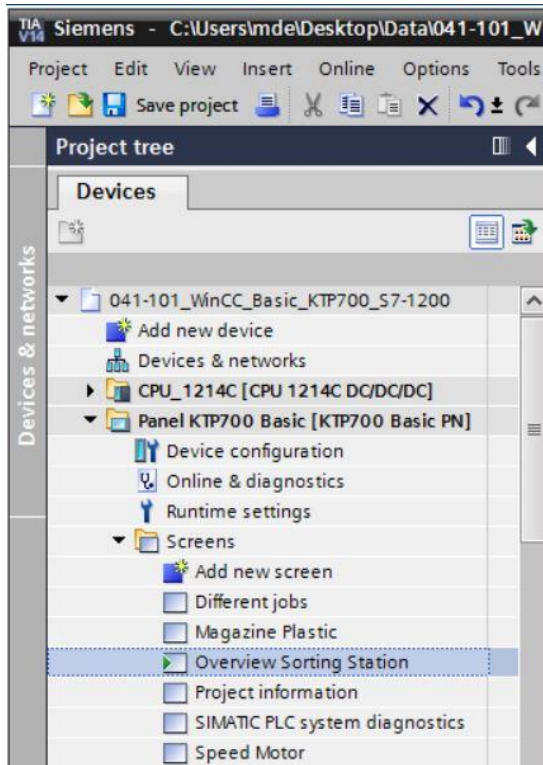 TIA V14 Siemens - C:\Users\mde\Desktop\Data\041-101_W
Project Edit View Insert Online Options Tools
Save project
Project tree
Devices
Devices & networks
041-101_WinCC_Basic_KTP700_S7-1200
Add new device
Devices & networks
CPU_1214C [CPU 1214C DC/DC/DC]
Panel KTP700 Basic [KTP700 Basic PN]
Device configuration
Online & diagnostics
Runtime settings
Screens
Add new screen
Different jobs
Magazine Plastic
Overview Sorting Station
Project information
SIMATIC PLC system diagnostics
Speed Motor